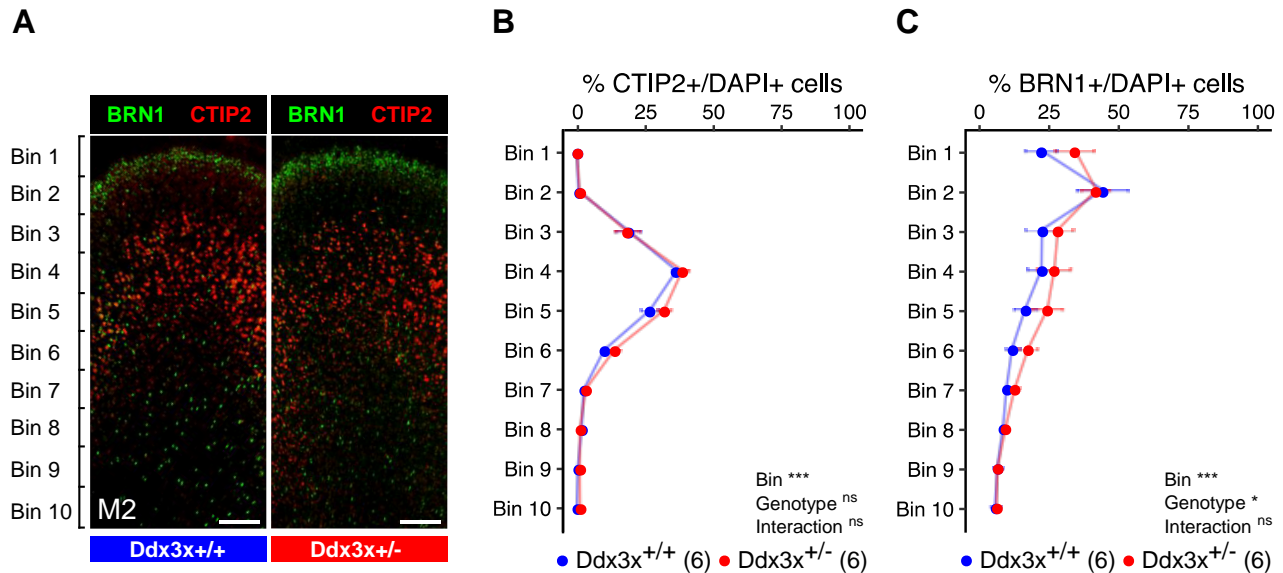 A
BRN1 CTIP2 BRN1 CTIP2
Bin 1
Bin 2
Bin 3
Bin 4
Bin 5
Bin 6
Bin 7
Bin 8
Bin 9
Bin 10
M2
Ddx3x+/+ Ddx3x+/-
B
% CTIP2+/DAPI+ cells
0 25 50 75 100
Bin 1
Bin 2
Bin 3
Bin 4
Bin 5
Bin 6
Bin 7
Bin 8
Bin 9
Bin 10
Bin ***
Genotype ns
Interaction ns
Ddx3x+/+ (6) Ddx3x+/- (6)
C
% BRN1+/DAPI+ cells
0 25 50 75 100
Bin 1
Bin 2
Bin 3
Bin 4
Bin 5
Bin 6
Bin 7
Bin 8
Bin 9
Bin 10
Bin ***
Genotype *
Interaction ns
Ddx3x+/+ (6) Ddx3x+/- (6)